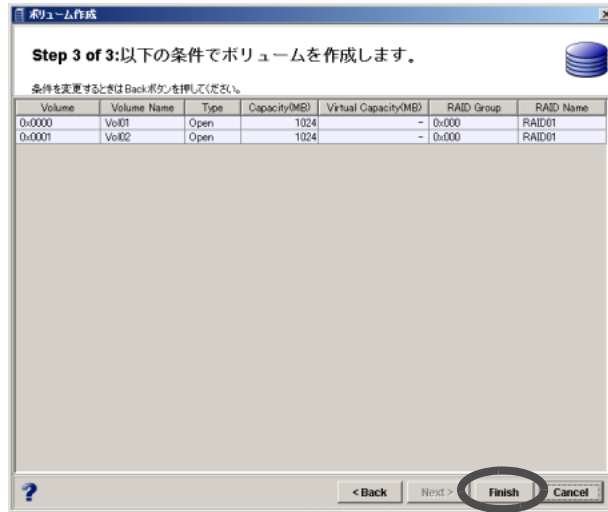 ボリューム作成
Step 3 of 3:以下の条件でボリュームを作成します.
条件を変更するときはBackボタンを押してください。
Volume Volume Name Type Capacity(MB) Virtual Capacity(MB) RAID Group RAID Name
0x0000 Vol01 Open 1024 - 0x000 RAID01
0x0001 Vol02 Open 1024 - 0x000 RAID01
? < Back Next > Finish Cancel